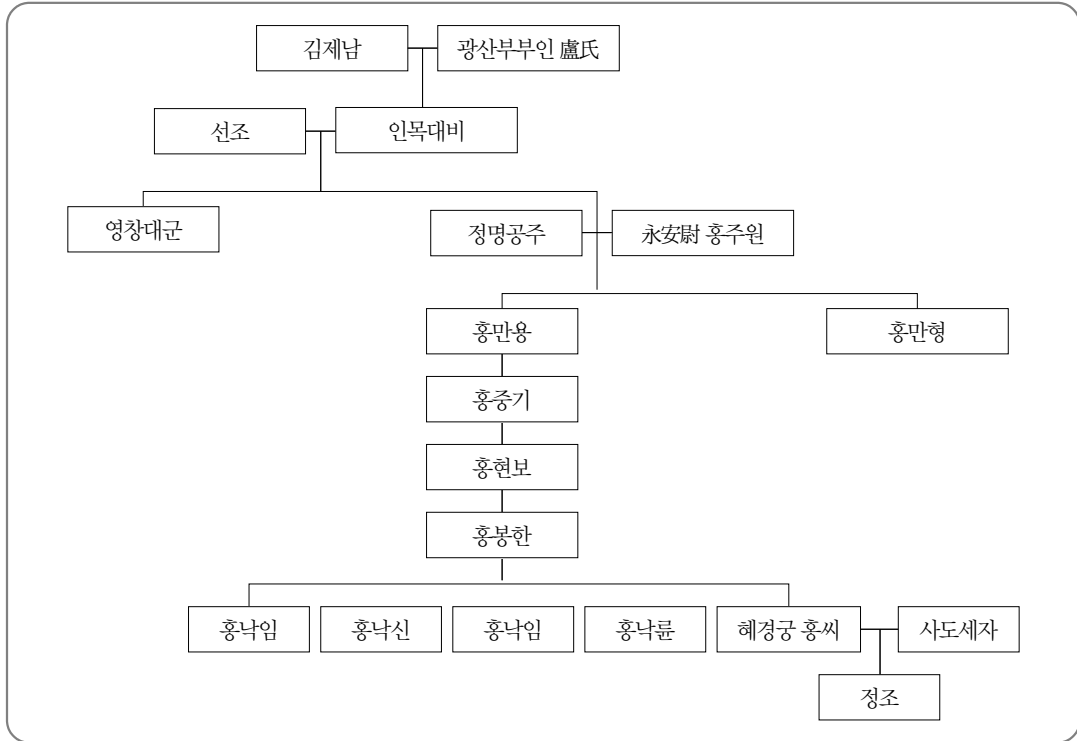 김제남
광산부부인 盧氏
선조
인목대비
영창대군
정명공주
永安尉 홍주원
홍만용
홍만형
홍중기
홍현보
홍봉한
홍낙임
홍낙신
홍낙임
홍낙륜
혜경궁 홍씨
사도세자
정조